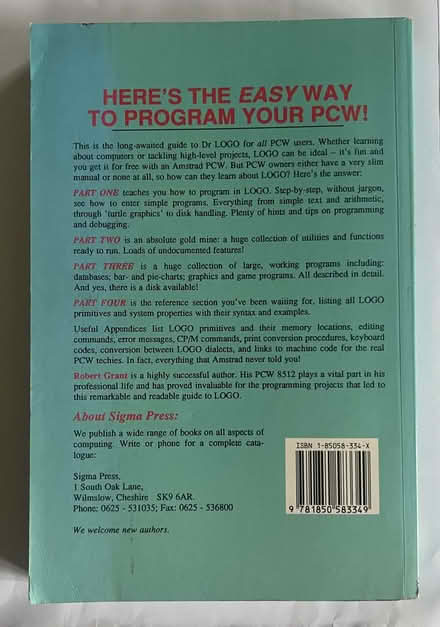 HERE'S THE EASY WAY
TO PROGRAM YOUR PCW!
This is the long-awaited guide to Dr LOGO for all PCW users. Whether learning
about computers or tackling high-level projects, LOGO can be ideal – it's fun and
you get it for free with an Amstrad PCW. But PCW owners either have a very slim
manual or none at all, so how can they learn about LOGO? Here's the answer:
PART ONE teaches you how to program in LOGO. Step-by-step, without jargon,
see how to enter simple programs. Everything from simple text and arithmetic,
through 'turtle graphics' to disk handling. Plenty of hints and tips on programming
and debugging.
PART TWO is an absolute gold mine: a huge collection of utilities and functions
ready to run. Loads of undocumented features!
PART THREE is a huge collection of large, working programs including:
databases; bar- and pie-charts; graphics and game programs. All described in detail.
And yes, there is a disk available!
PART FOUR is the reference section you've been waiting for, listing all LOGO
primitives and system properties with their syntax and examples.
Useful Appendices list LOGO primitives and their memory locations, editing
commands, error messages, CP/M commands, print conversion procedures, keyboard
codes, conversion between LOGO dialects, and links to machine code for the real
PCW techies. In fact, everything that Amstrad never told you!
Robert Grant is a highly successful author. His PCW 8512 plays a vital part in his
professional life and has proved invaluable for the programming projects that led to
this remarkable and readable guide to LOGO.
About Sigma Press:
We publish a wide range of books on all aspects of
computing. Write or phone for a complete cata-
logue:
Sigma Press,
1 South Oak Lane,
Wilmslow, Cheshire SK9 6AR.
Phone: 0625 - 531035; Fax: 0625 - 536800
We welcome new authors.
ISBN 1-85058-334-X
9 781850 583349